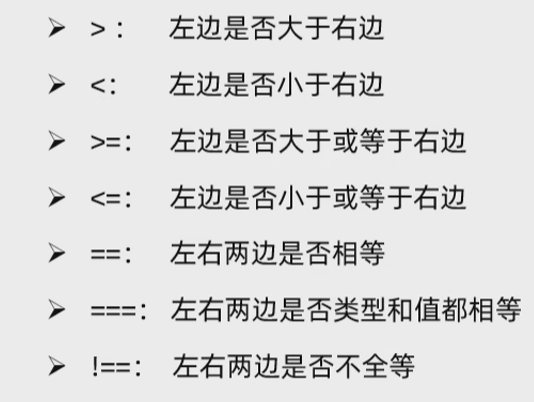 ➢ > ： 左边是否大于右边
➢ <： 左边是否小于右边
➢ >=： 左边是否大于或等于右边
➢ <=： 左边是否小于或等于右边
➢ ==： 左右两边是否相等
➢ ===： 左右两边是否类型和值都相等
➢ !==： 左右两边是否不全等